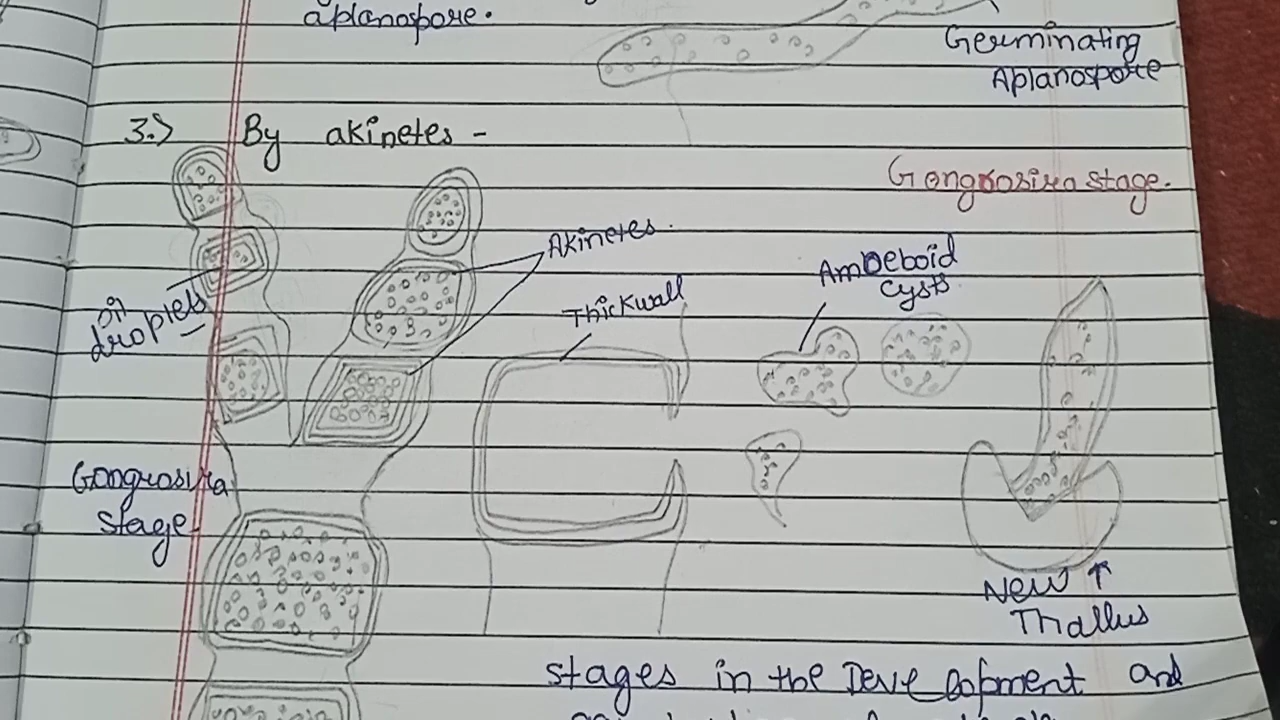 aplanospore.
Germinating
Aplanospore
3.> By akinetes -
Gongrosira stage.
Akinetes.
Amoeboid
cysts
Thickwall
oil
droplets
Gongrosira
stage
New ↑
Thallus
stages in the Development and